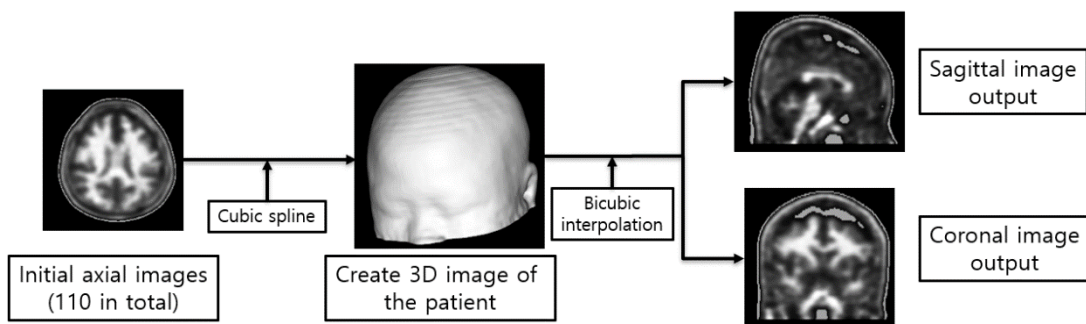 Initial axial images
(110 in total)
Cubic spline
Create 3D image of
the patient
Bicubic
interpolation
Sagittal image
output
Coronal image
output